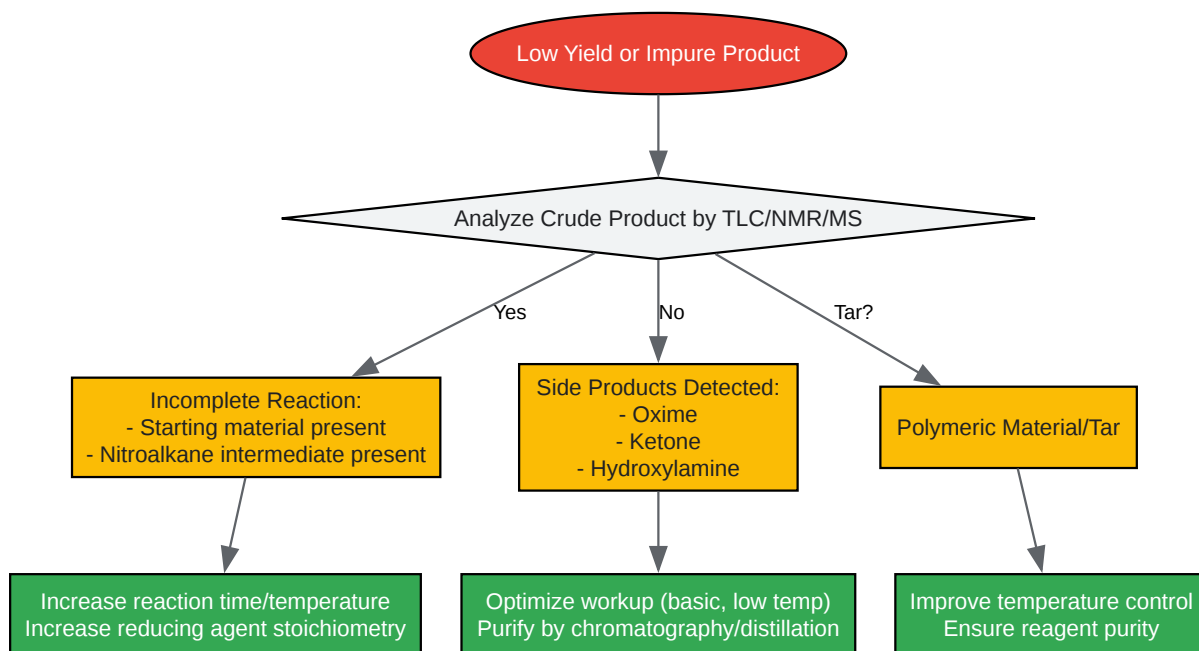 Low Yield or Impure Product
Analyze Crude Product by TLC/NMR/MS
Yes
No
Tar?
Incomplete Reaction:
- Starting material present
- Nitroalkane intermediate present
Side Products Detected:
- Oxime
- Ketone
- Hydroxylamine
Polymeric Material/Tar
Increase reaction time/temperature
Increase reducing agent stoichiometry
Optimize workup (basic, low temp)
Purify by chromatography/distillation
Improve temperature control
Ensure reagent purity